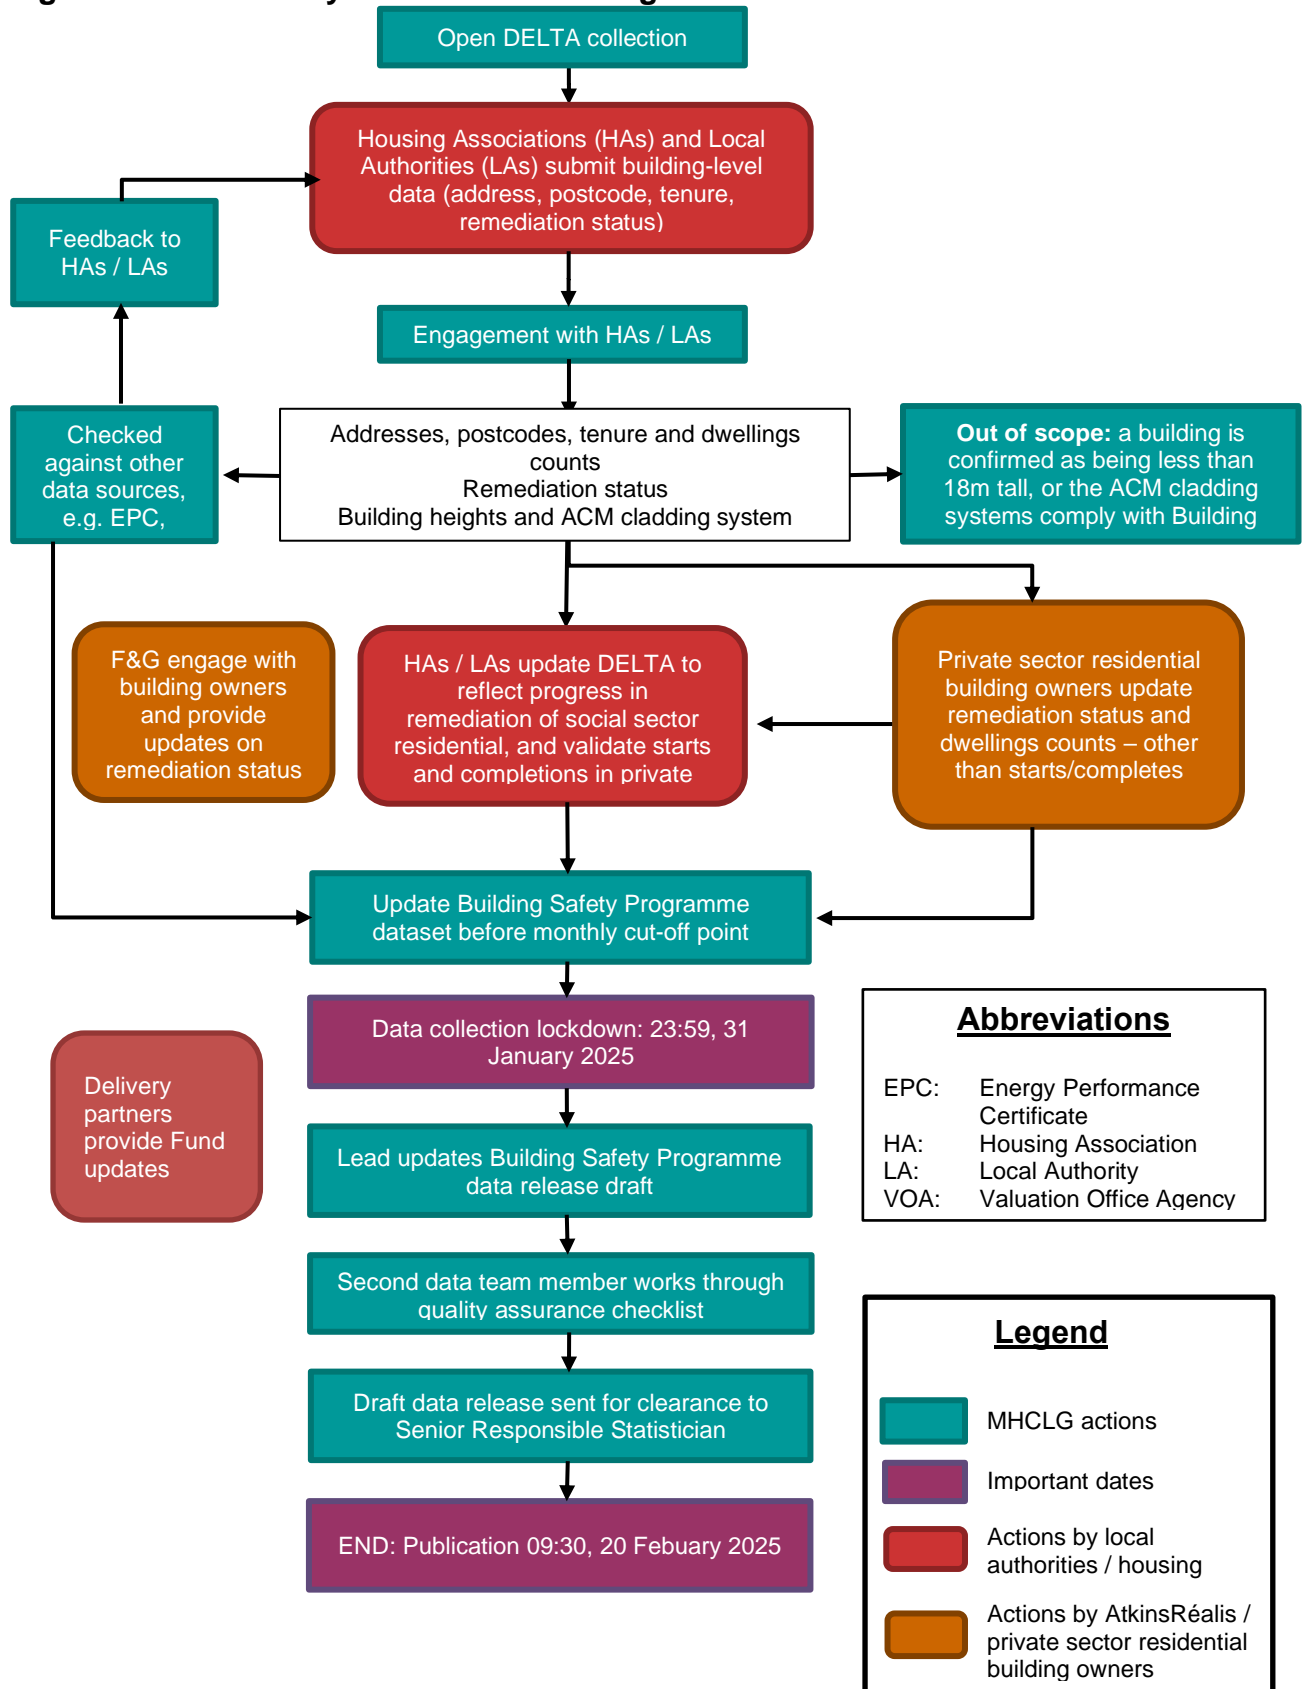 Open DELTA collection
Housing Associations (HAs) and Local
Authorities (LAs) submit building-level
data (address, postcode, tenure,
remediation status)
Feedback to
HAs / LAs
Engagement with HAs / LAs
Checked
against other
data sources,
e.g. EPC,
Addresses, postcodes, tenure and dwellings
counts
Remediation status
Building heights and ACM cladding system
Out of scope: a building is
confirmed as being less than
18m tall, or the ACM cladding
systems comply with Building
F&G engage with
building owners
and provide
updates on
remediation status
HAs / LAs update DELTA to
reflect progress in
remediation of social sector
residential, and validate starts
and completions in private
Private sector residential
building owners update
remediation status and
dwellings counts – other
than starts/completes
Update Building Safety Programme
dataset before monthly cut-off point
Data collection lockdown: 23:59, 31
January 2025
Delivery
partners
provide Fund
updates
Lead updates Building Safety Programme
data release draft
Second data team member works through
quality assurance checklist
Draft data release sent for clearance to
Senior Responsible Statistician
END: Publication 09:30, 20 Febuary 2025
Abbreviations
EPC: Energy Performance
Certificate
HA: Housing Association
LA: Local Authority
VOA: Valuation Office Agency
Legend
MHCLG actions
Important dates
Actions by local
authorities / housing
Actions by AtkinsRéalis /
private sector residential
building owners